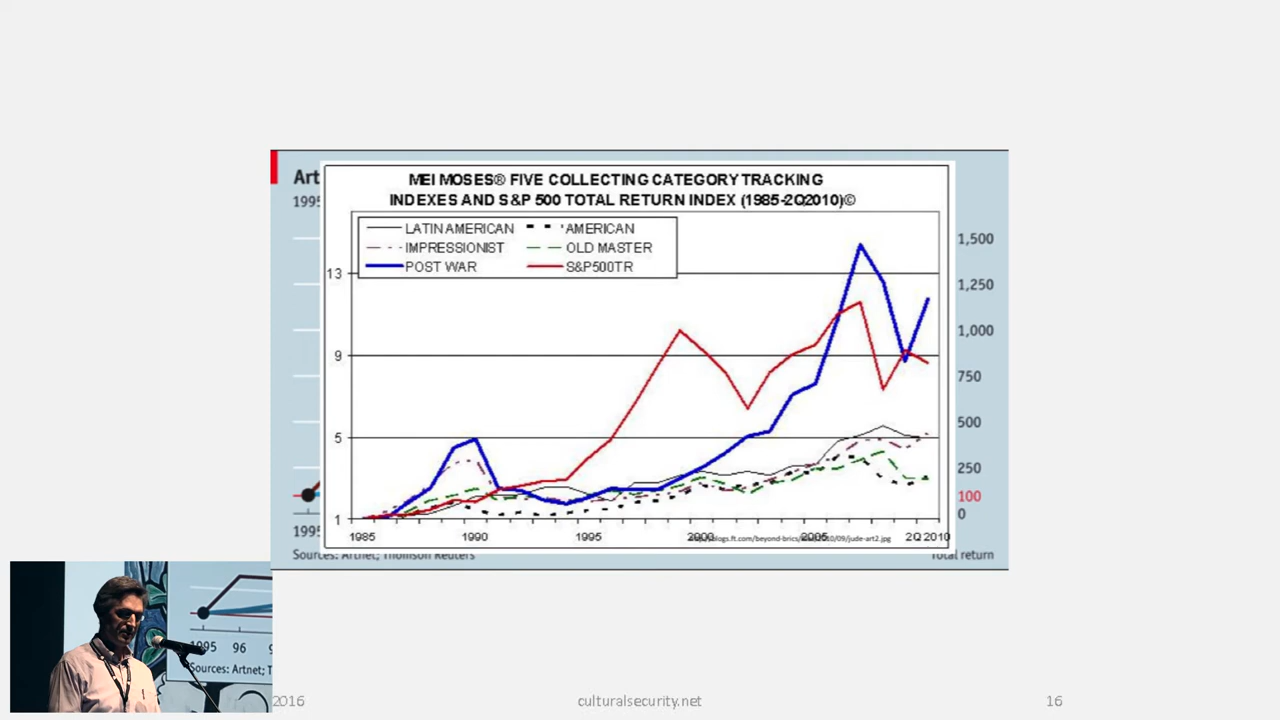 Art
1995
MEI MOSES® FIVE COLLECTING CATEGORY TRACKING
INDEXES AND S&P 500 TOTAL RETURN INDEX (1985-2Q2010)©
LATIN AMERICAN
AMERICAN
IMPRESSIONIST
OLD MASTER
POST WAR
S&P500TR
13
9
5
1
1985
1990
1995
2000
2005
2Q 2010
1,500
1,250
1,000
750
500
250
100
0
1995
Sources: Artnet; Thomson Reuters
Total return
1995 96
Sources: Artnet; T
2016
culturalsecurity.net
16